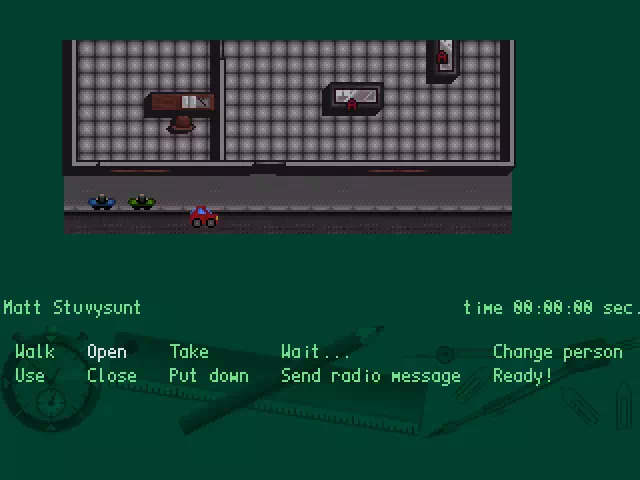 Matt Stuvysunt time 00:00:00 sec.
Walk Open Take Wait... Change person
Use Close Put down Send radio message Ready!